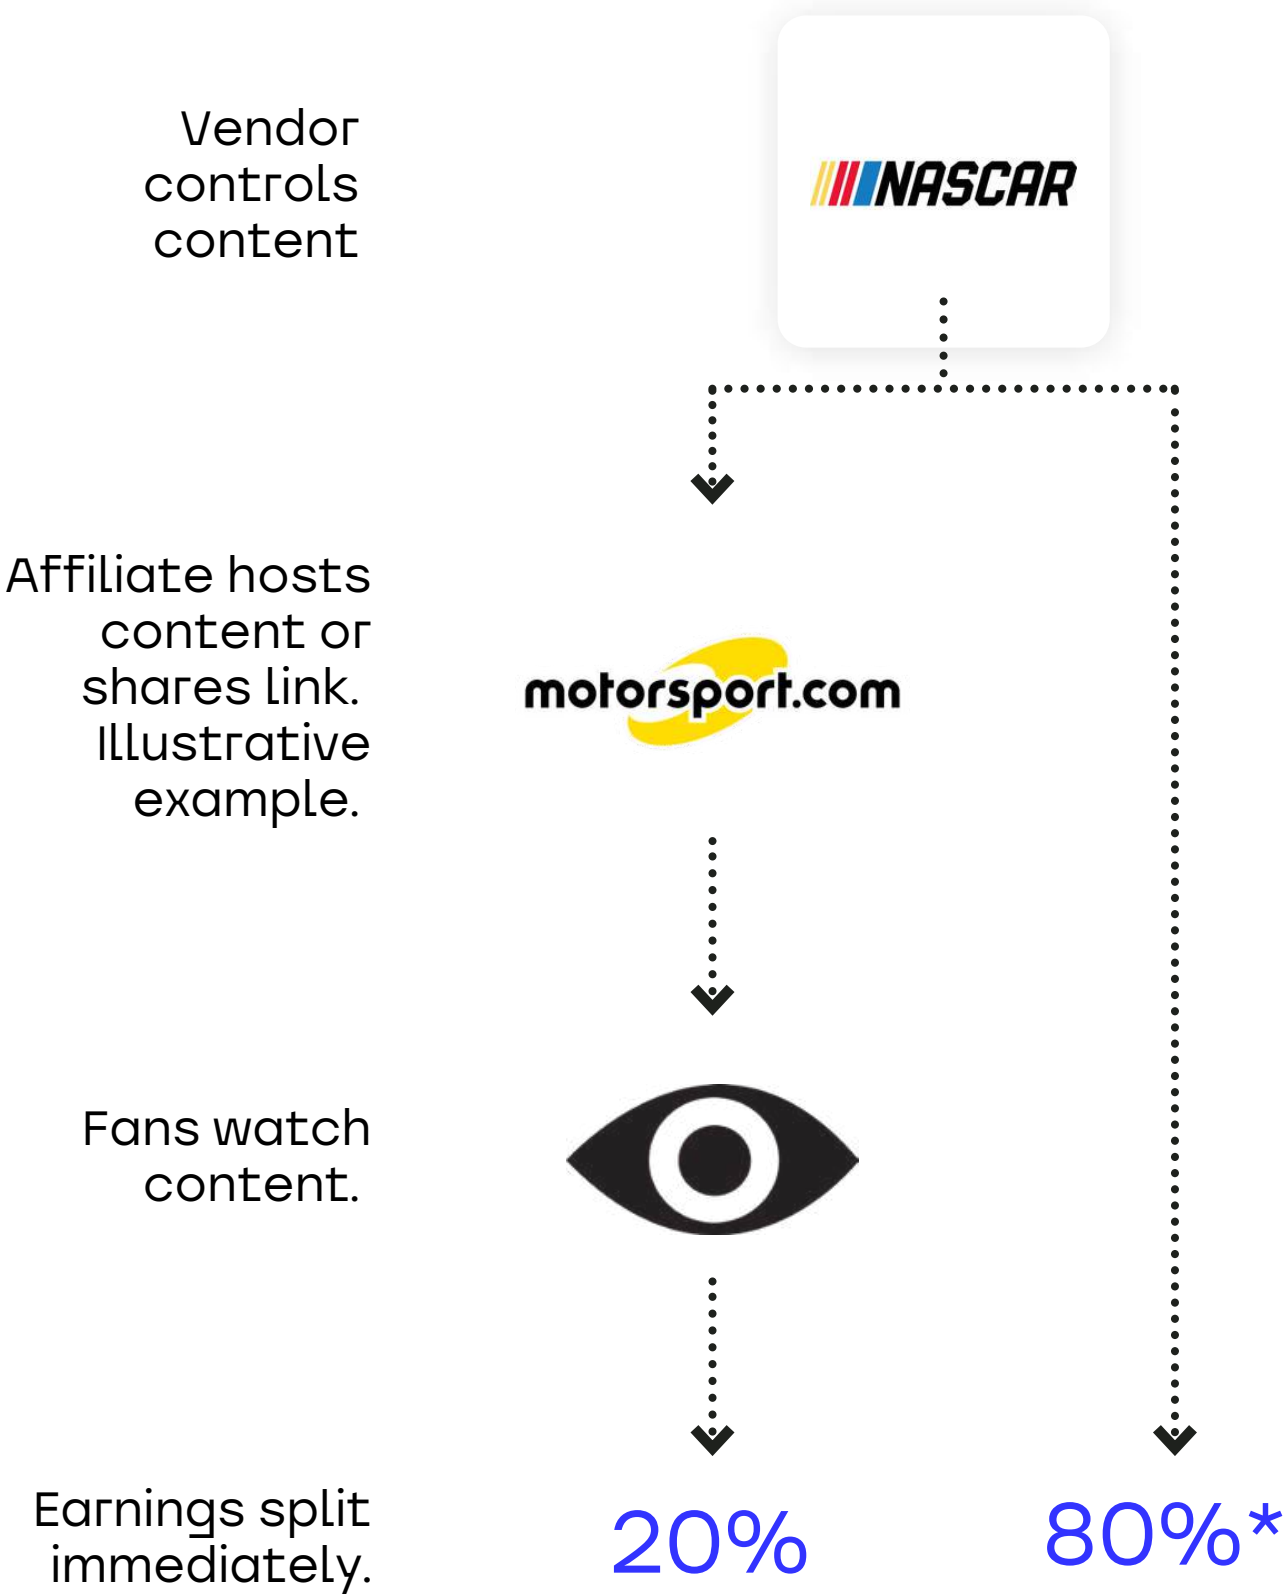 Vendor
controls
content
NASCAR
Affiliate hosts
content or
shares link.
Illustrative
example.
motorsport.com
Fans watch
content.
Earnings split
immediately.
20%
80%*